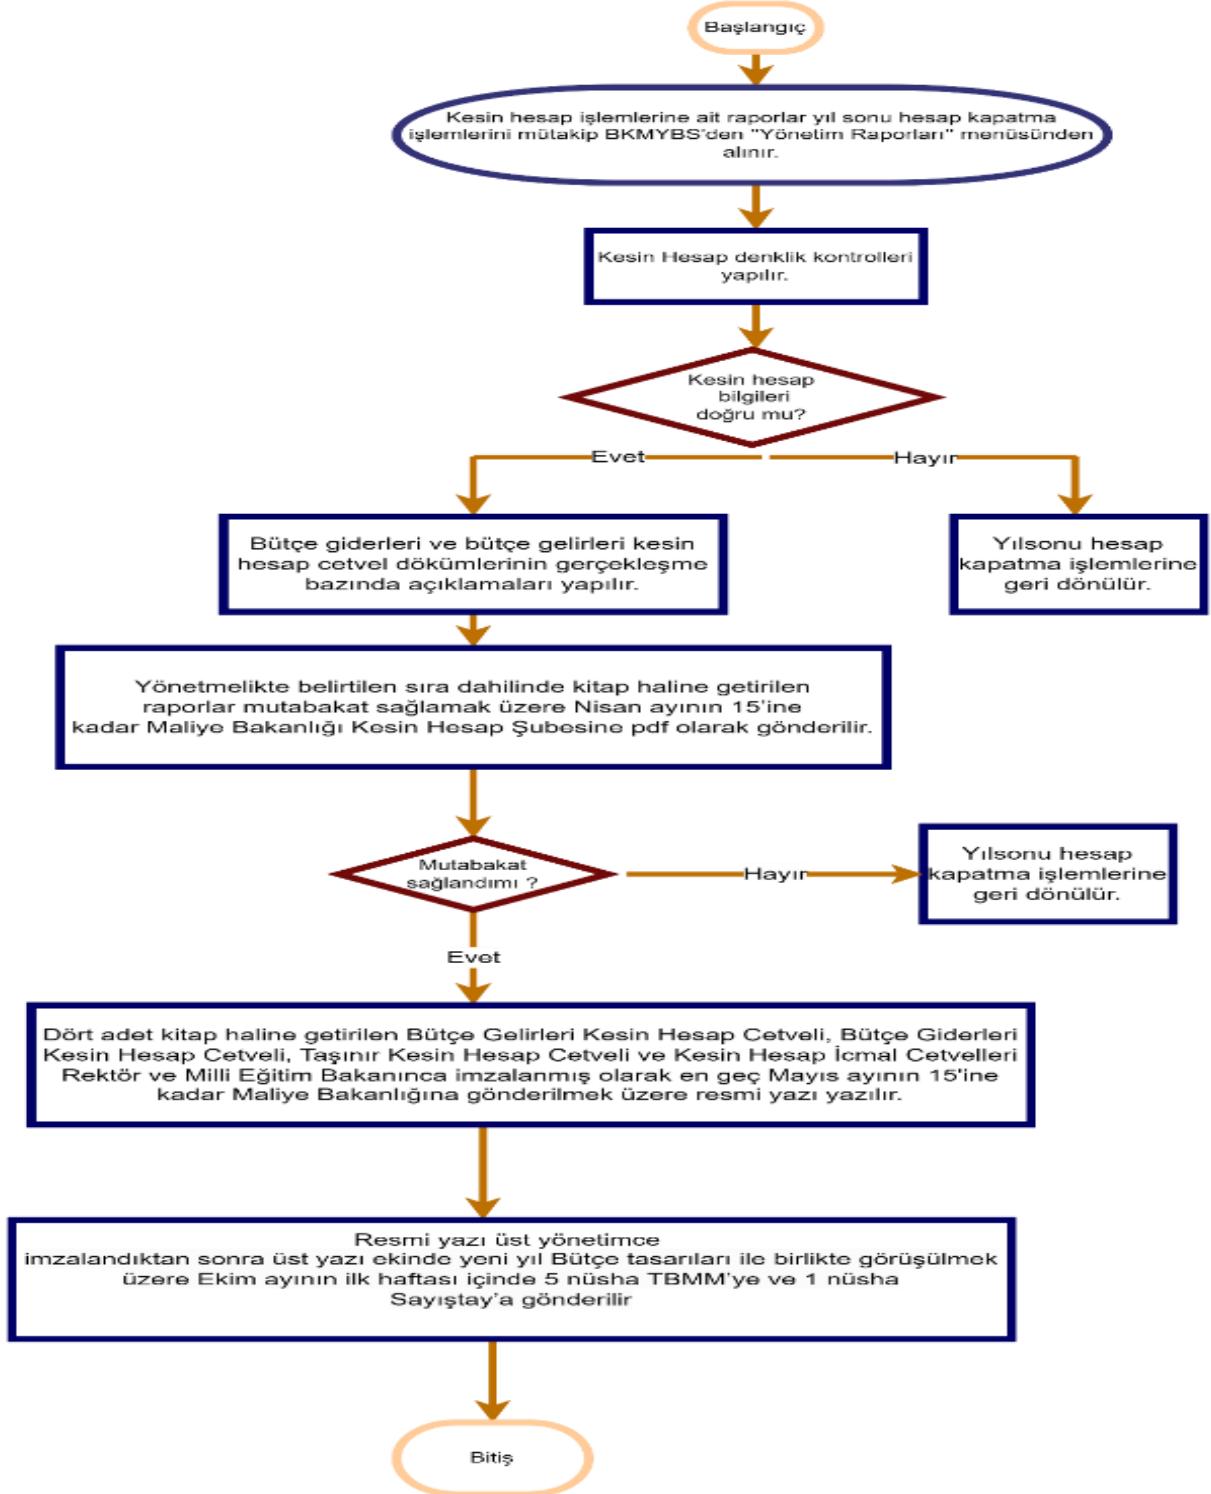 Başlangıç
Kesin hesap işlemlerine ait raporlar yıl sonu hesap kapatma
işlemlerini mütakip BKMYBS'den "Yönetim Raporları" menüsünden
alınır.
Kesin Hesap denklik kontrolleri
yapılır.
Kesin hesap
bilgileri
doğru mu?
Evet
Hayır
Bütçe giderleri ve bütçe gelirleri kesin
hesap cetvel dökümlerinin gerçekleşme
bazında açıklamaları yapılır.
Yılsonu hesap
kapatma işlemlerine
geri dönülür.
Yönetmelikte belirtilen sıra dahilinde kitap haline getirilen
raporlar mutabakat sağlamak üzere Nisan ayının 15'ine
kadar Maliye Bakanlığı Kesin Hesap Şubesine pdf olarak gönderilir.
Mutabakat
sağlandımı ?
Hayır
Yılsonu hesap
kapatma işlemlerine
geri dönülür.
Evet
Dört adet kitap haline getirilen Bütçe Gelirleri Kesin Hesap Cetveli, Bütçe Giderleri
Kesin Hesap Cetveli, Taşınır Kesin Hesap Cetveli ve Kesin Hesap İcmal Cetvelleri
Rektör ve Milli Eğitim Bakanınca imzalanmış olarak en geç Mayıs ayının 15'ine
kadar Maliye Bakanlığına gönderilmek üzere resmi yazı yazılır.
Resmi yazı üst yönetimce
imzalandıktan sonra üst yazı ekinde yeni yıl Bütçe tasarıları ile birlikte görüşülmek
üzere Ekim ayının ilk haftası içinde 5 nüsha TBMM'ye ve 1 nüsha
Sayıştay'a gönderilir
Bitiş